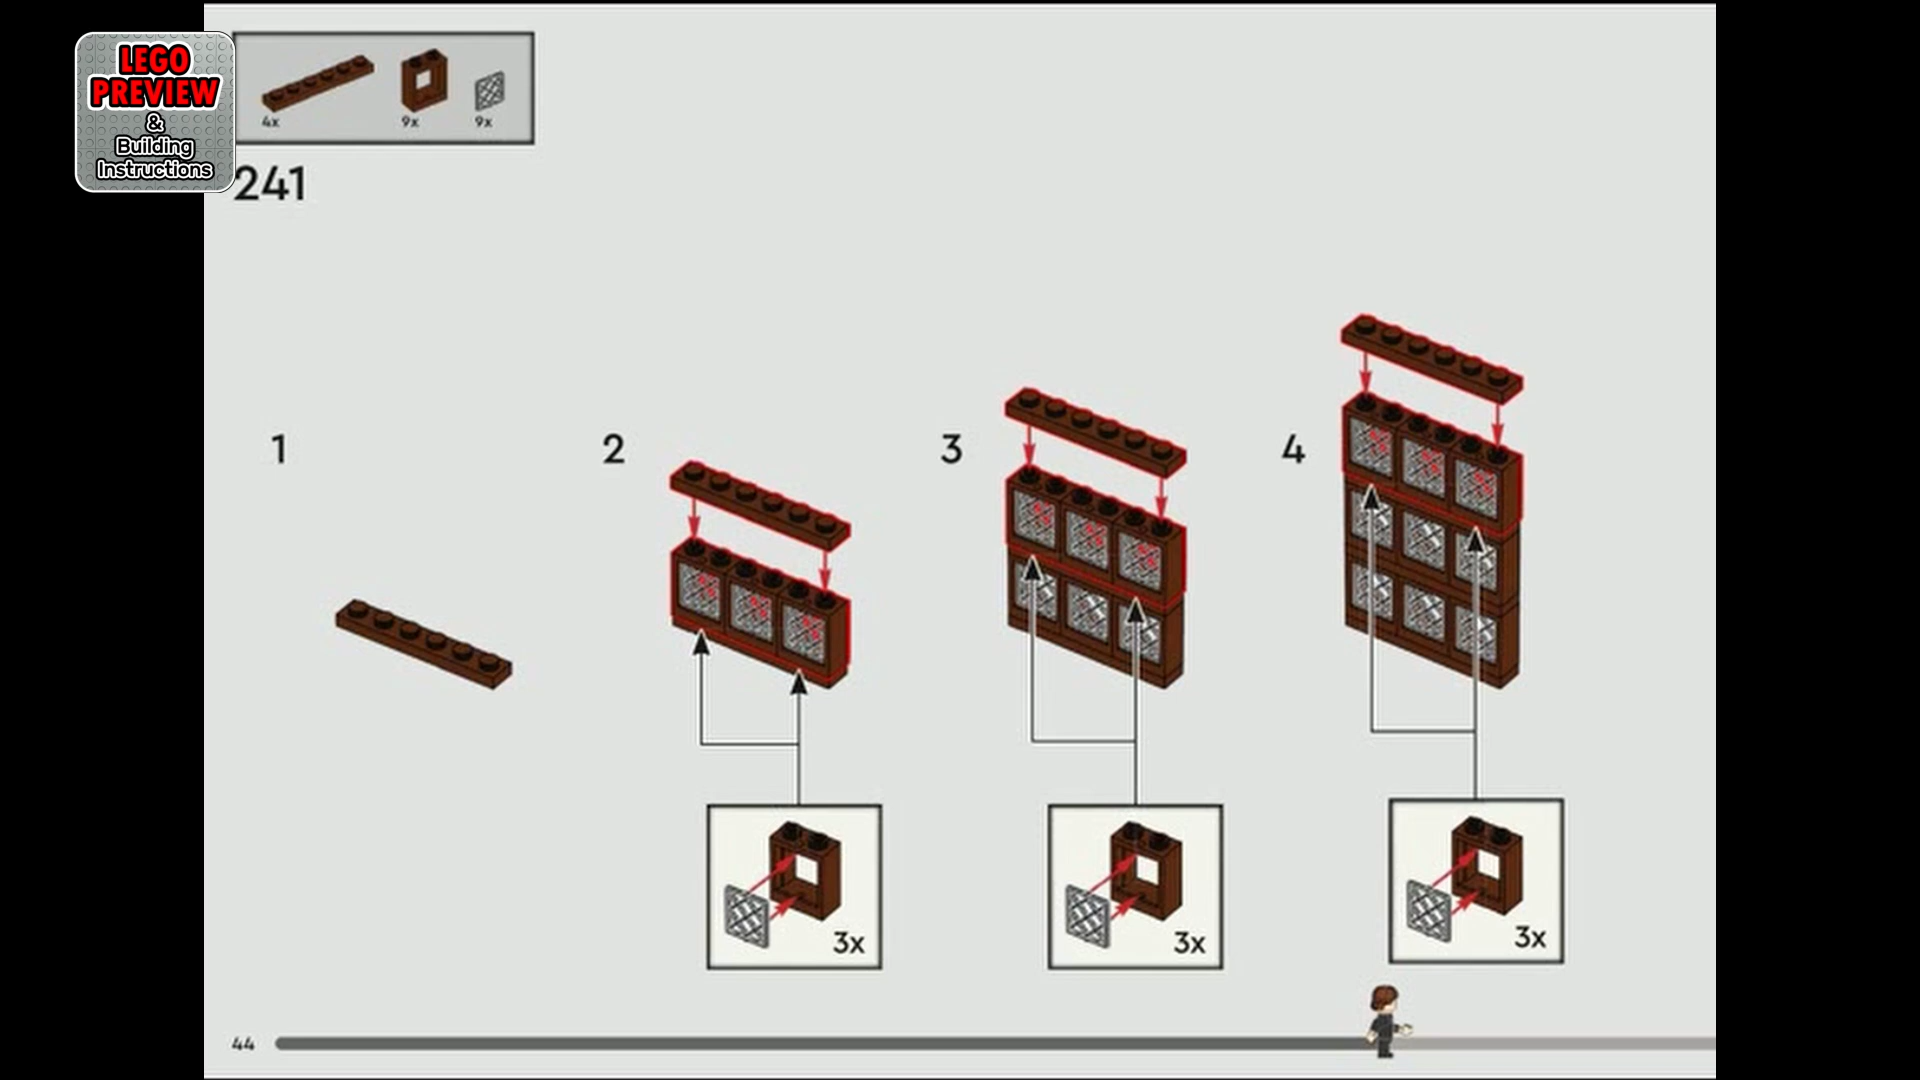 LEGO
PREVIEW
&
Building
Instructions
4x
9x
9x
241
1
2
3
4
3x
3x
3x
44